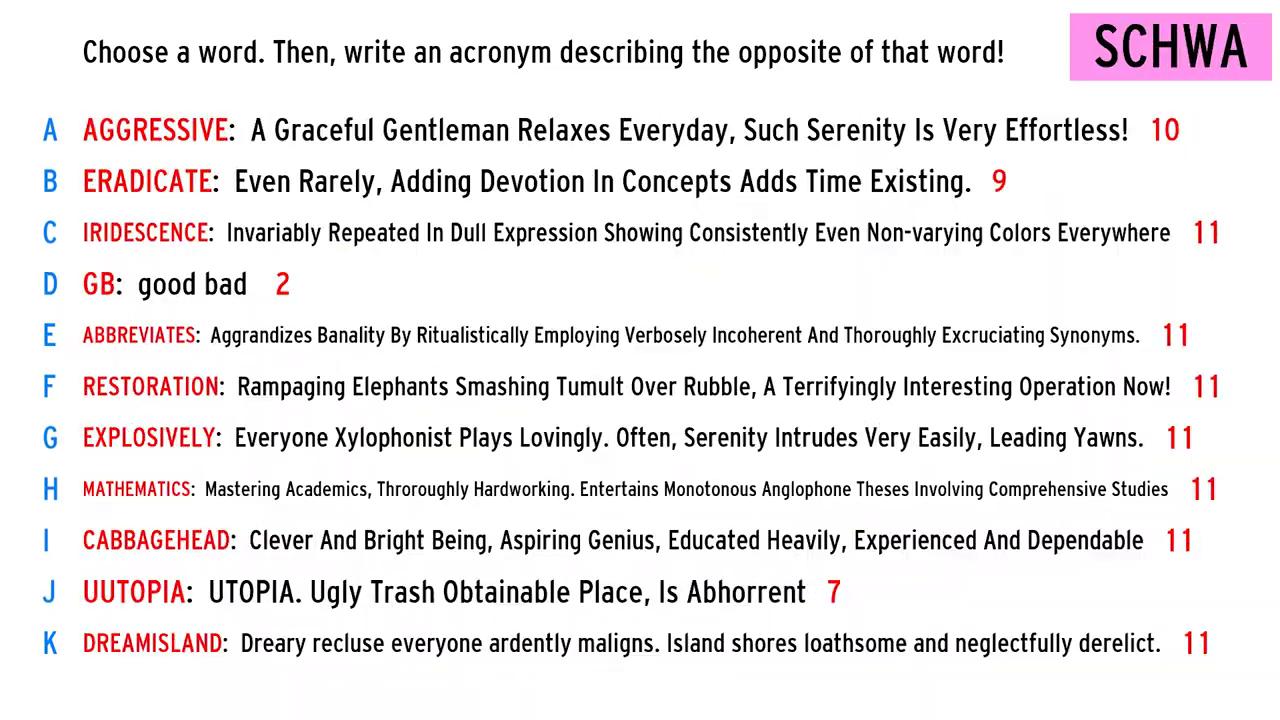 Choose a word. Then, write an acronym describing the opposite of that word!
SCHWA
A AGGRESSIVE: A Graceful Gentleman Relaxes Everyday, Such Serenity Is Very Effortless! 10
B ERADICATE: Even Rarely, Adding Devotion In Concepts Adds Time Existing. 9
C IRIDESCENCE: Invariably Repeated In Dull Expression Showing Consistently Even Non-varying Colors Everywhere 11
D GB: good bad 2
E ABBREVIATES: Aggrandizes Banality By Ritualistically Employing Verbosely Incoherent And Thoroughly Excruciating Synonyms. 11
F RESTORATION: Rampaging Elephants Smashing Tumult Over Rubble, A Terrifyingly Interesting Operation Now! 11
G EXPLOSIVELY: Everyone Xylophonist Plays Lovingly. Often, Serenity Intrudes Very Easily, Leading Yawns. 11
H MATHEMATICS: Mastering Academics, Throroughly Hardworking. Entertains Monotonous Anglophone Theses Involving Comprehensive Studies 11
I CABBAGEHEAD: Clever And Bright Being, Aspiring Genius, Educated Heavily, Experienced And Dependable 11
J UUTOPIA: UTOPIA. Ugly Trash Obtainable Place, Is Abhorrent 7
K DREAMISLAND: Dreary recluse everyone ardently maligns. Island shores loathsome and neglectfully derelict. 11